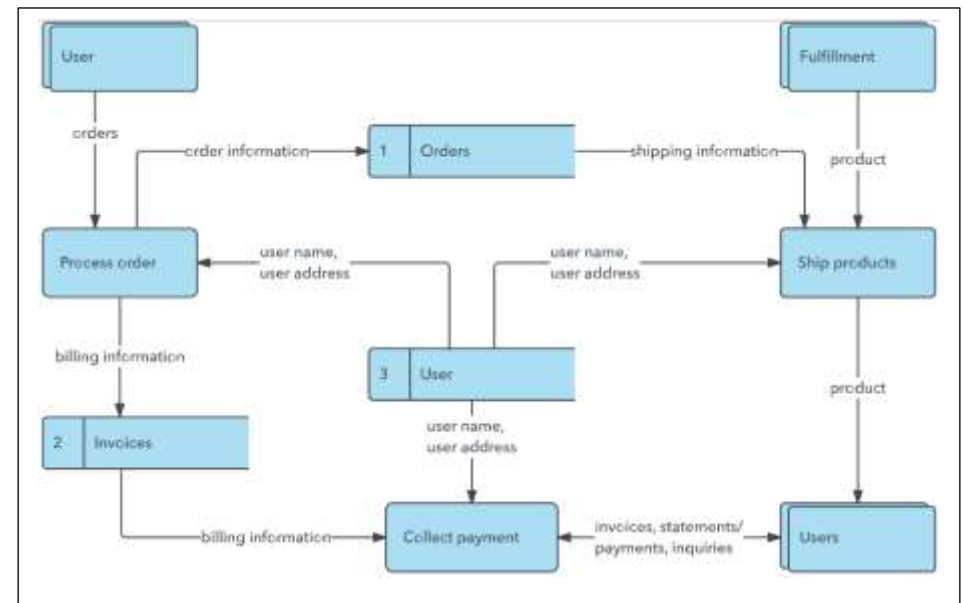 User
Fulfillment
orders
order information
1 Orders
shipping information
product
Process order
user name,
user address
user name,
user address
Ship products
billing information
3 User
product
2 Invoices
user name,
user address
billing information
Collect payment
invoices, statements/
payments, inquiries
Users